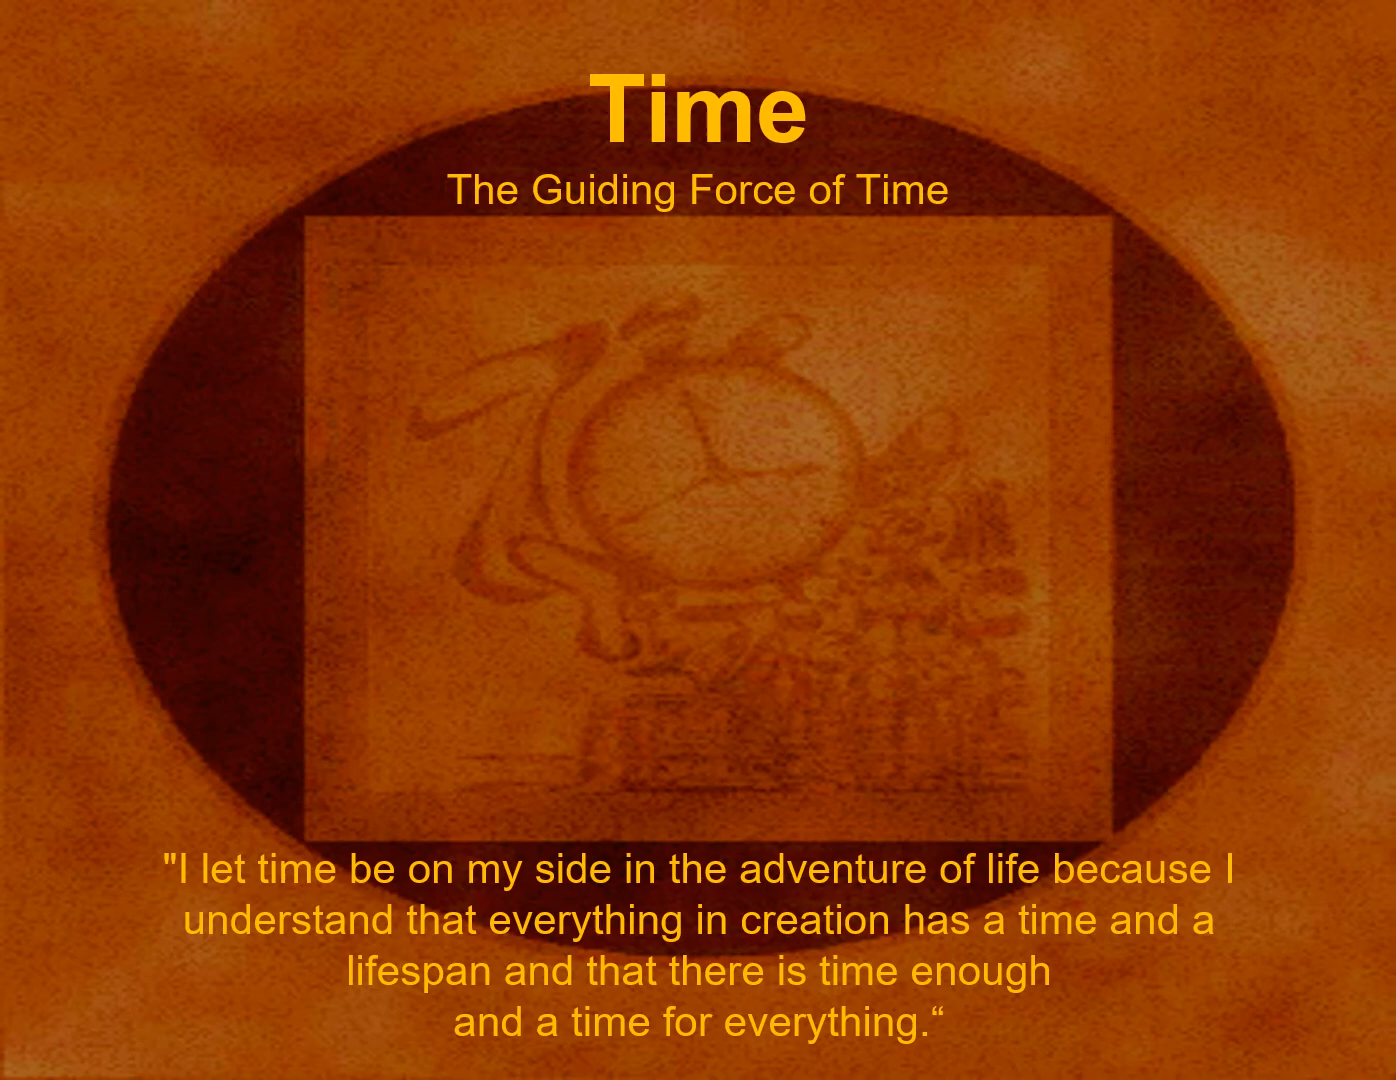 Time
The Guiding Force of Time
"I let time be on my side in the adventure of life because I
understand that everything in creation has a time and a
lifespan and that there is time enough
and a time for everything.“